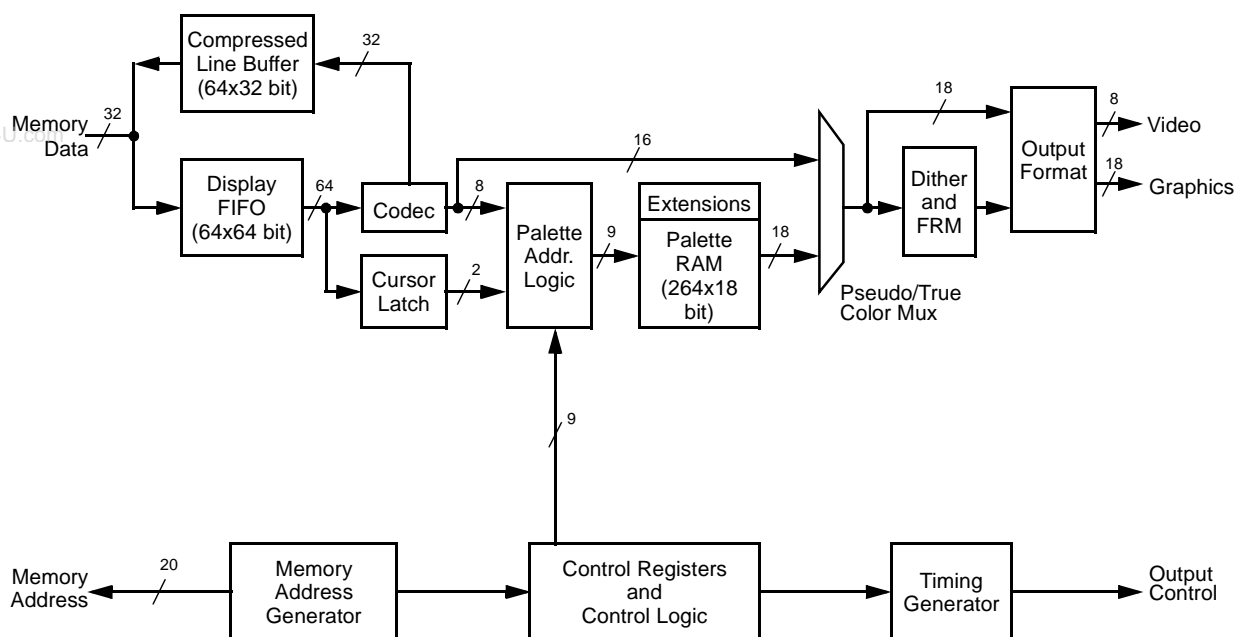 Compressed
Line Buffer
(64x32 bit)
32
32
Memory
Data
U.com
Display
FIFO
(64x64 bit)
64
Codec
8
16
Cursor
Latch
2
Palette
Addr.
Logic
9
Extensions
Palette
RAM
(264x18
bit)
18
Pseudo/True
Color Mux
18
Dither
and
FRM
Output
Format
8
Video
18
Graphics
9
Memory
Address
20
Memory
Address
Generator
Control Registers
and
Control Logic
Timing
Generator
Output
Control